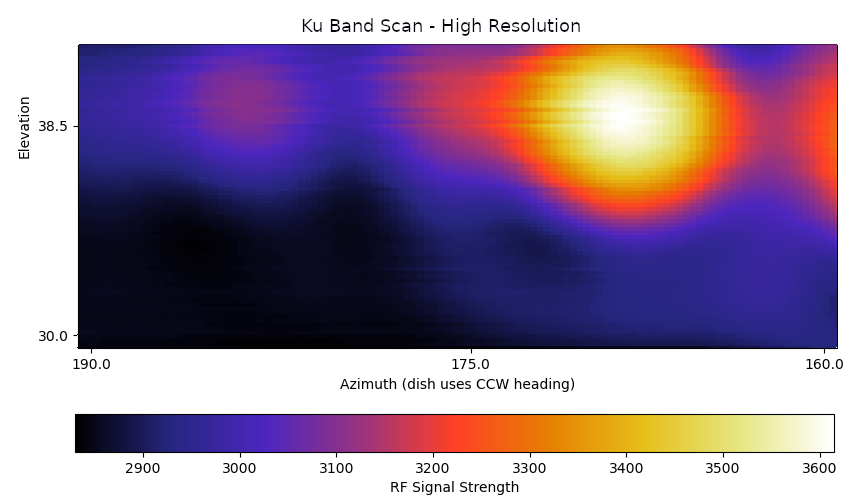 Ku Band Scan - High Resolution
Elevation
38.5
30.0
190.0 175.0 160.0
Azimuth (dish uses CCW heading)
2900 3000 3100 3200 3300 3400 3500 3600
RF Signal Strength